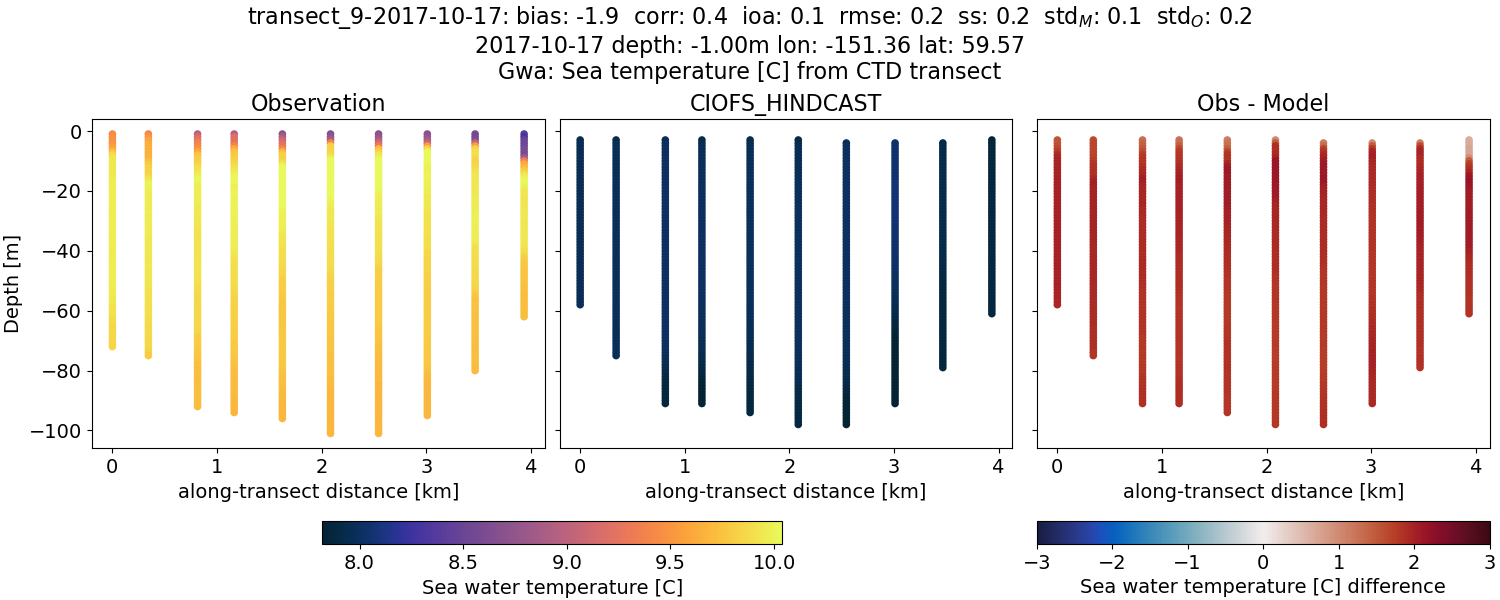 transect_9-2017-10-17: bias: -1.9 corr: 0.4 ioa: 0.1 rmse: 0.2 ss: 0.2 std_M: 0.1 std_O: 0.2
2017-10-17 depth: -1.00m lon: -151.36 lat: 59.57
Gwa: Sea temperature [C] from CTD transect
Observation CIOFS_HINDCAST Obs - Model
0
−20
−40
−60
−80
−100
Depth [m]
0 1 2 3 4 0 1 2 3 4 0 1 2 3 4
along-transect distance [km] along-transect distance [km] along-transect distance [km]
8.0 8.5 9.0 9.5 10.0 −3 −2 −1 0 1 2 3
Sea water temperature [C] Sea water temperature [C] difference